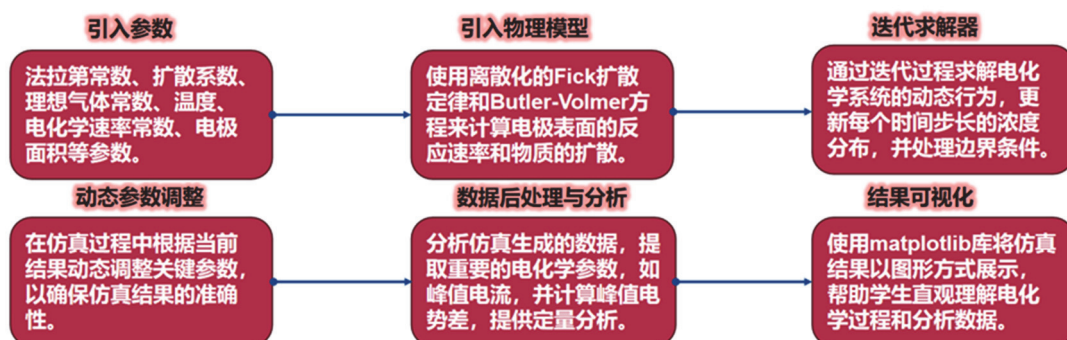 引入参数
法拉第常数、扩散系数、
理想气体常数、温度、
电化学速率常数、电极
面积等参数。
引入物理模型
使用离散化的Fick扩散
定律和Butler-Volmer方
程来计算电极表面的反
应速率和物质的扩散。
迭代求解器
通过迭代过程求解电化
学系统的动态行为，更
新每个时间步长的浓度
分布，并处理边界条件。
动态参数调整
在仿真过程中根据当前
结果动态调整关键参数，
以确保仿真结果的准确
性。
数据后处理与分析
分析仿真生成的数据，提
取重要的电化学参数，如
峰值电流，并计算峰值电
势差，提供定量分析。
结果可视化
使用matplotlib库将仿真
结果以图形方式展示，
帮助学生直观理解电化
学过程和分析数据。